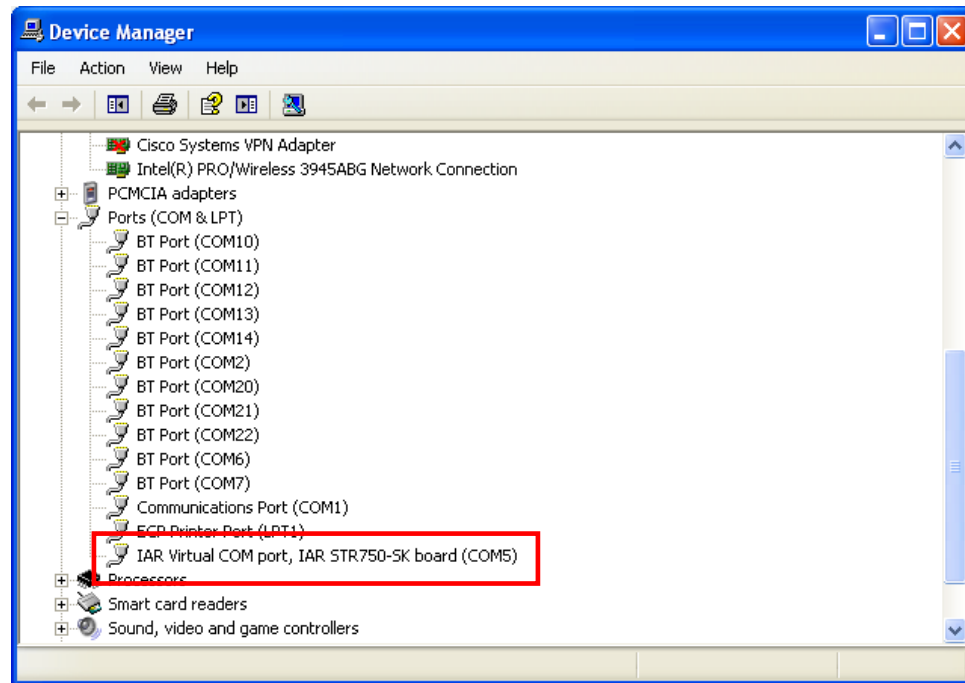 Device Manager
File Action View Help
Cisco Systems VPN Adapter
Intel(R) PRO/Wireless 3945ABG Network Connection
PCMCIA adapters
Ports (COM & LPT)
BT Port (COM10)
BT Port (COM11)
BT Port (COM12)
BT Port (COM13)
BT Port (COM14)
BT Port (COM2)
BT Port (COM20)
BT Port (COM21)
BT Port (COM22)
BT Port (COM6)
BT Port (COM7)
Communications Port (COM1)
ECP Printer Port (LPT1)
IAR Virtual COM port, IAR STR750-SK board (COM5)
Processors
Smart card readers
Sound, video and game controllers